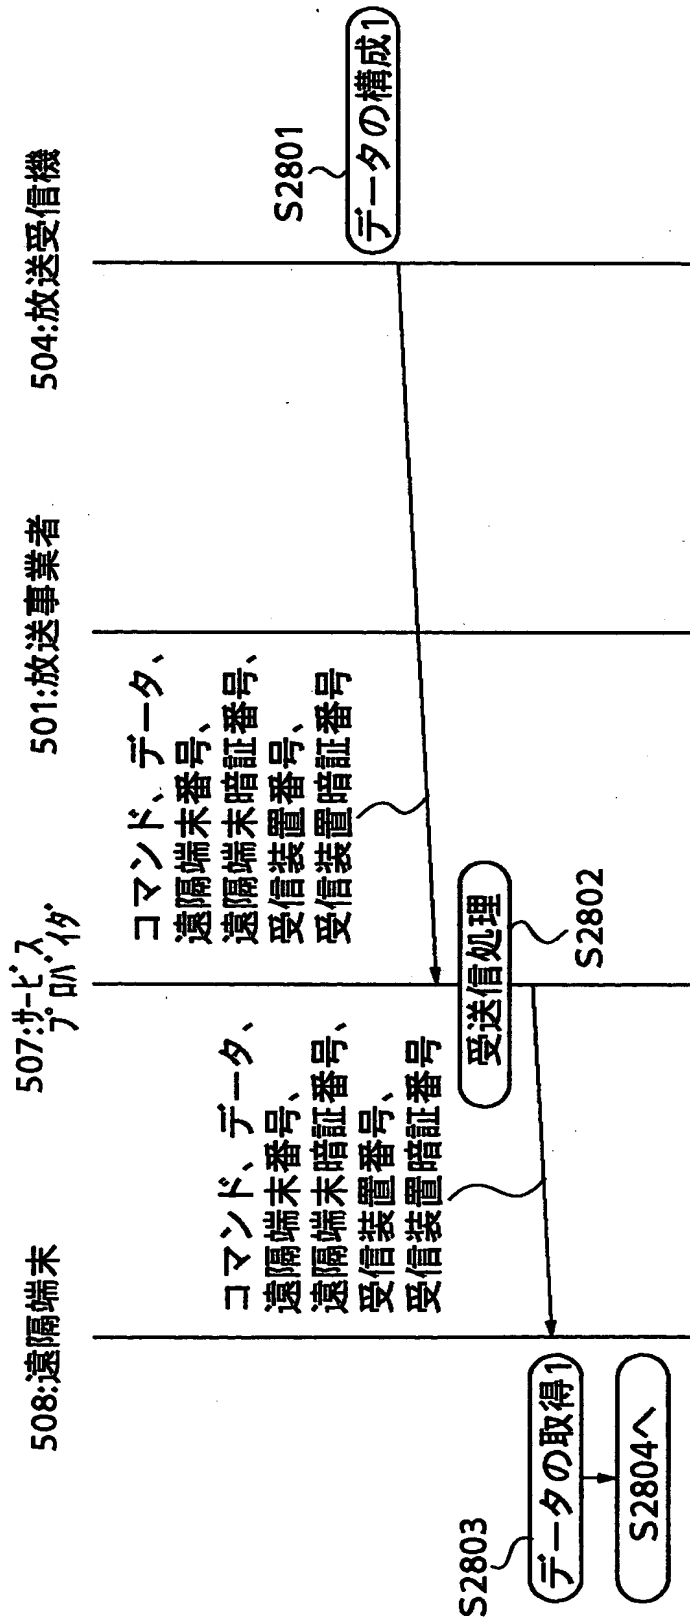 508:遠隔端末
507:サービス
プロバイダ
501:放送事業者
504:放送受信機
S2801
データの構成1
コマンド、データ、
遠隔端末番号、
遠隔端末暗証番号、
受信装置番号、
受信装置暗証番号
受送信処理
S2802
コマンド、データ、
遠隔端末番号、
遠隔端末暗証番号、
受信装置番号、
受信装置暗証番号
S2803
データの取得1
S2804へ